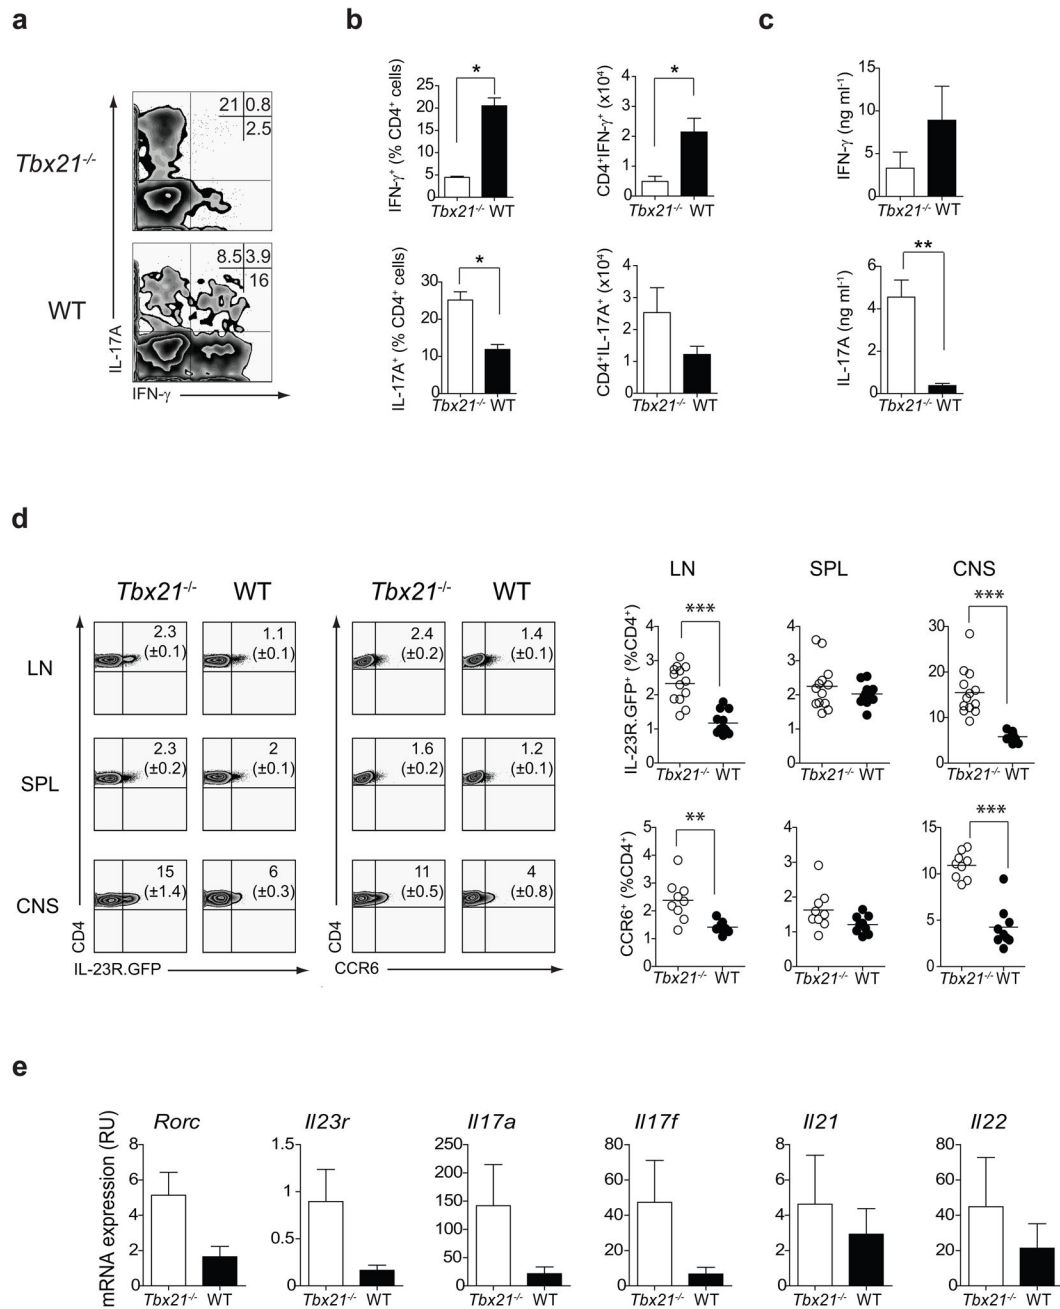 a
b
c
Tbx21-/-
WT
21 0.8
2.5
8.5 3.9
16
IL-17A
IFN-γ
IFN-γ+ (% CD4+ cells)
25
20
15
10
5
0
*
Tbx21-/- WT
CD4+IFN-γ+ (x10⁴)
4
3
2
1
0
*
Tbx21-/- WT
IFN-γ (ng ml-1)
15
10
5
0
Tbx21-/- WT
IL-17A+ (% CD4+ cells)
30
20
10
0
*
Tbx21-/- WT
CD4+IL-17A+ (x10⁴)
4
3
2
1
0
Tbx21-/- WT
IL-17A (ng ml-1)
6
4
2
0
**
Tbx21-/- WT
d
Tbx21-/- WT Tbx21-/- WT
LN
2.3
(±0.1)
1.1
(±0.1)
2.4
(±0.2)
1.4
(±0.1)
SPL
2.3
(±0.2)
2
(±0.1)
1.6
(±0.2)
1.2
(±0.1)
CNS
15
(±1.4)
6
(±0.3)
11
(±0.5)
4
(±0.8)
CD4
IL-23R.GFP
CD4
CCR6
LN SPL CNS
IL-23R.GFP+ (%CD4+)
4
3
2
1
0
***
Tbx21-/- WT
4
3
2
1
0
Tbx21-/- WT
30
20
10
0
***
Tbx21-/- WT
CCR6+ (%CD4+)
5
4
3
2
1
0
**
Tbx21-/- WT
4
3
2
1
0
Tbx21-/- WT
15
10
5
0
***
Tbx21-/- WT
e
mRNA expression (RU)
Rorc
8
6
4
2
0
Tbx21-/- WT
Il23r
1.5
1
0.5
0
Tbx21-/- WT
Il17a
250
200
150
100
50
0
Tbx21-/- WT
Il17f
80
60
40
20
0
Tbx21-/- WT
Il21
8
6
4
2
0
Tbx21-/- WT
Il22
80
60
40
20
0
Tbx21-/- WT